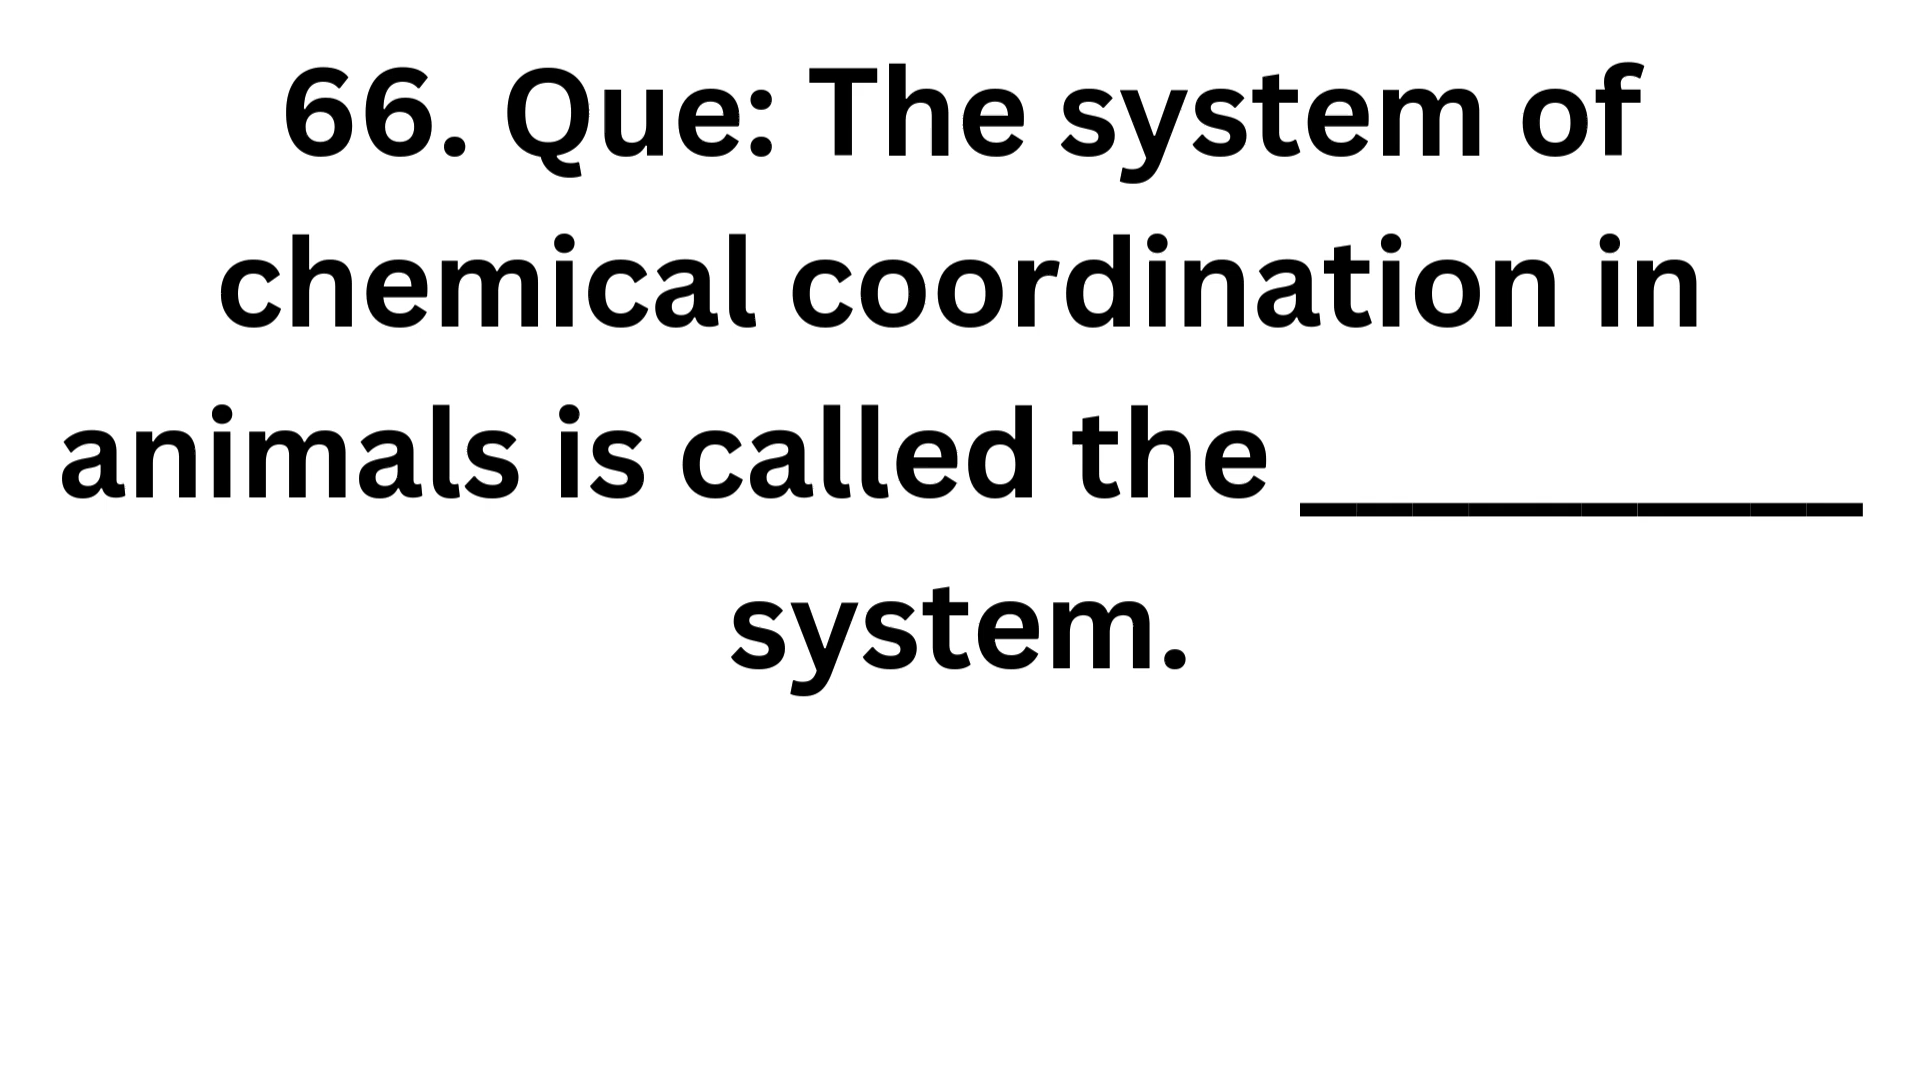 66. Que: The system of
chemical coordination in
animals is called the __________
system.